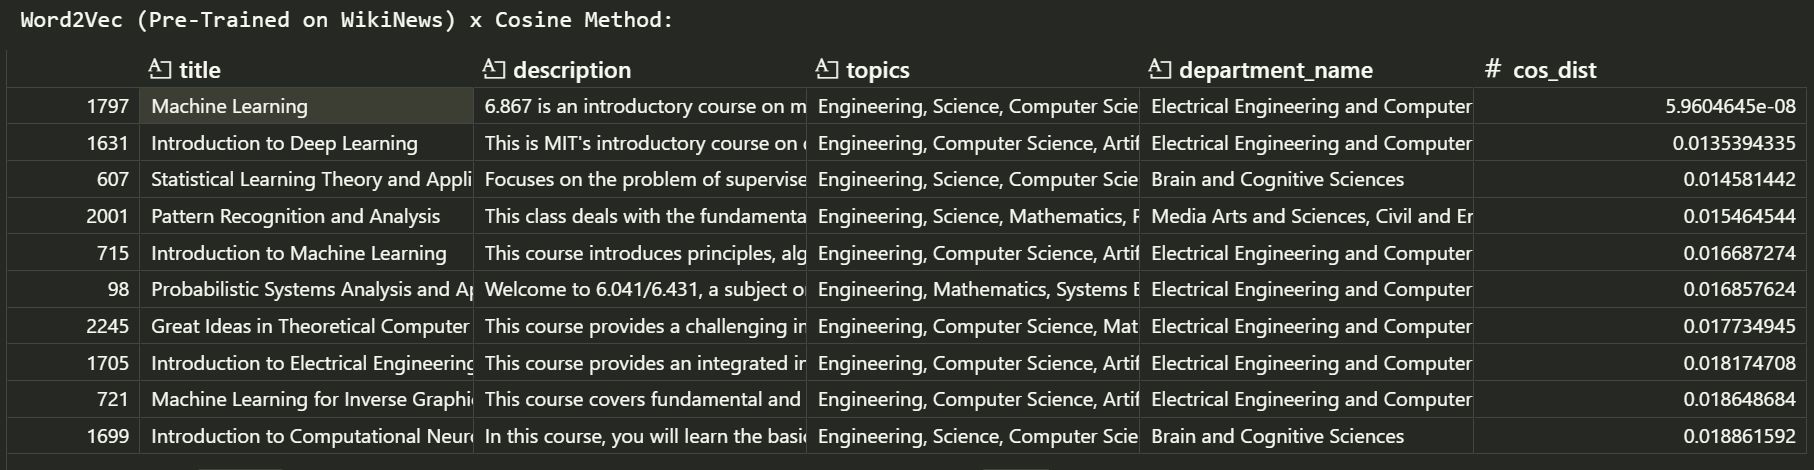 Word2Vec (Pre-Trained on WikiNews) x Cosine Method:
title description topics department_name # cos_dist
1797 Machine Learning 6.867 is an introductory course on m Engineering, Science, Computer Scie Electrical Engineering and Computer 5.9604645e-08
1631 Introduction to Deep Learning This is MIT's introductory course on Engineering, Computer Science, Artif Electrical Engineering and Computer 0.0135394335
607 Statistical Learning Theory and Appli Focuses on the problem of supervise Engineering, Science, Computer Scie Brain and Cognitive Sciences 0.014581442
2001 Pattern Recognition and Analysis This class deals with the fundamenta Engineering, Science, Mathematics, Media Arts and Sciences, Civil and Er 0.015464544
715 Introduction to Machine Learning This course introduces principles, alg Engineering, Computer Science, Artif Electrical Engineering and Computer 0.016687274
98 Probabilistic Systems Analysis and Ap Welcome to 6.041/6.431, a subject o Engineering, Mathematics, Systems E Electrical Engineering and Computer 0.016857624
2245 Great Ideas in Theoretical Computer This course provides a challenging in Engineering, Computer Science, Mat Electrical Engineering and Computer 0.017734945
1705 Introduction to Electrical Engineering This course provides an integrated ir Engineering, Computer Science, Artif Electrical Engineering and Computer 0.018174708
721 Machine Learning for Inverse Graphi This course covers fundamental and Engineering, Computer Science, Artif Electrical Engineering and Computer 0.018648684
1699 Introduction to Computational Neur In this course, you will learn the basi Engineering, Science, Computer Scie Brain and Cognitive Sciences 0.018861592